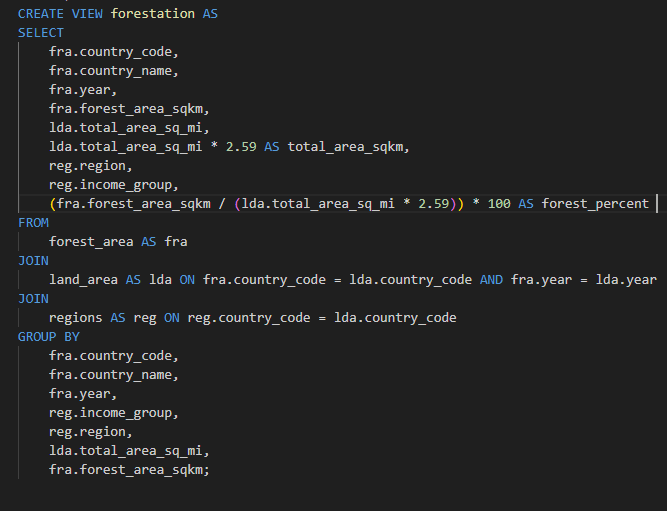 CREATE VIEW forestation AS
SELECT
    fra.country_code,
    fra.country_name,
    fra.year,
    fra.forest_area_sqkm,
    lda.total_area_sq_mi,
    lda.total_area_sq_mi * 2.59 AS total_area_sqkm,
    reg.region,
    reg.income_group,
    (fra.forest_area_sqkm / (lda.total_area_sq_mi * 2.59)) * 100 AS forest_percent
FROM
    forest_area AS fra
JOIN
    land_area AS lda ON fra.country_code = lda.country_code AND fra.year = lda.year
JOIN
    regions AS reg ON reg.country_code = lda.country_code
GROUP BY
    fra.country_code,
    fra.country_name,
    fra.year,
    reg.income_group,
    reg.region,
    lda.total_area_sq_mi,
    fra.forest_area_sqkm;